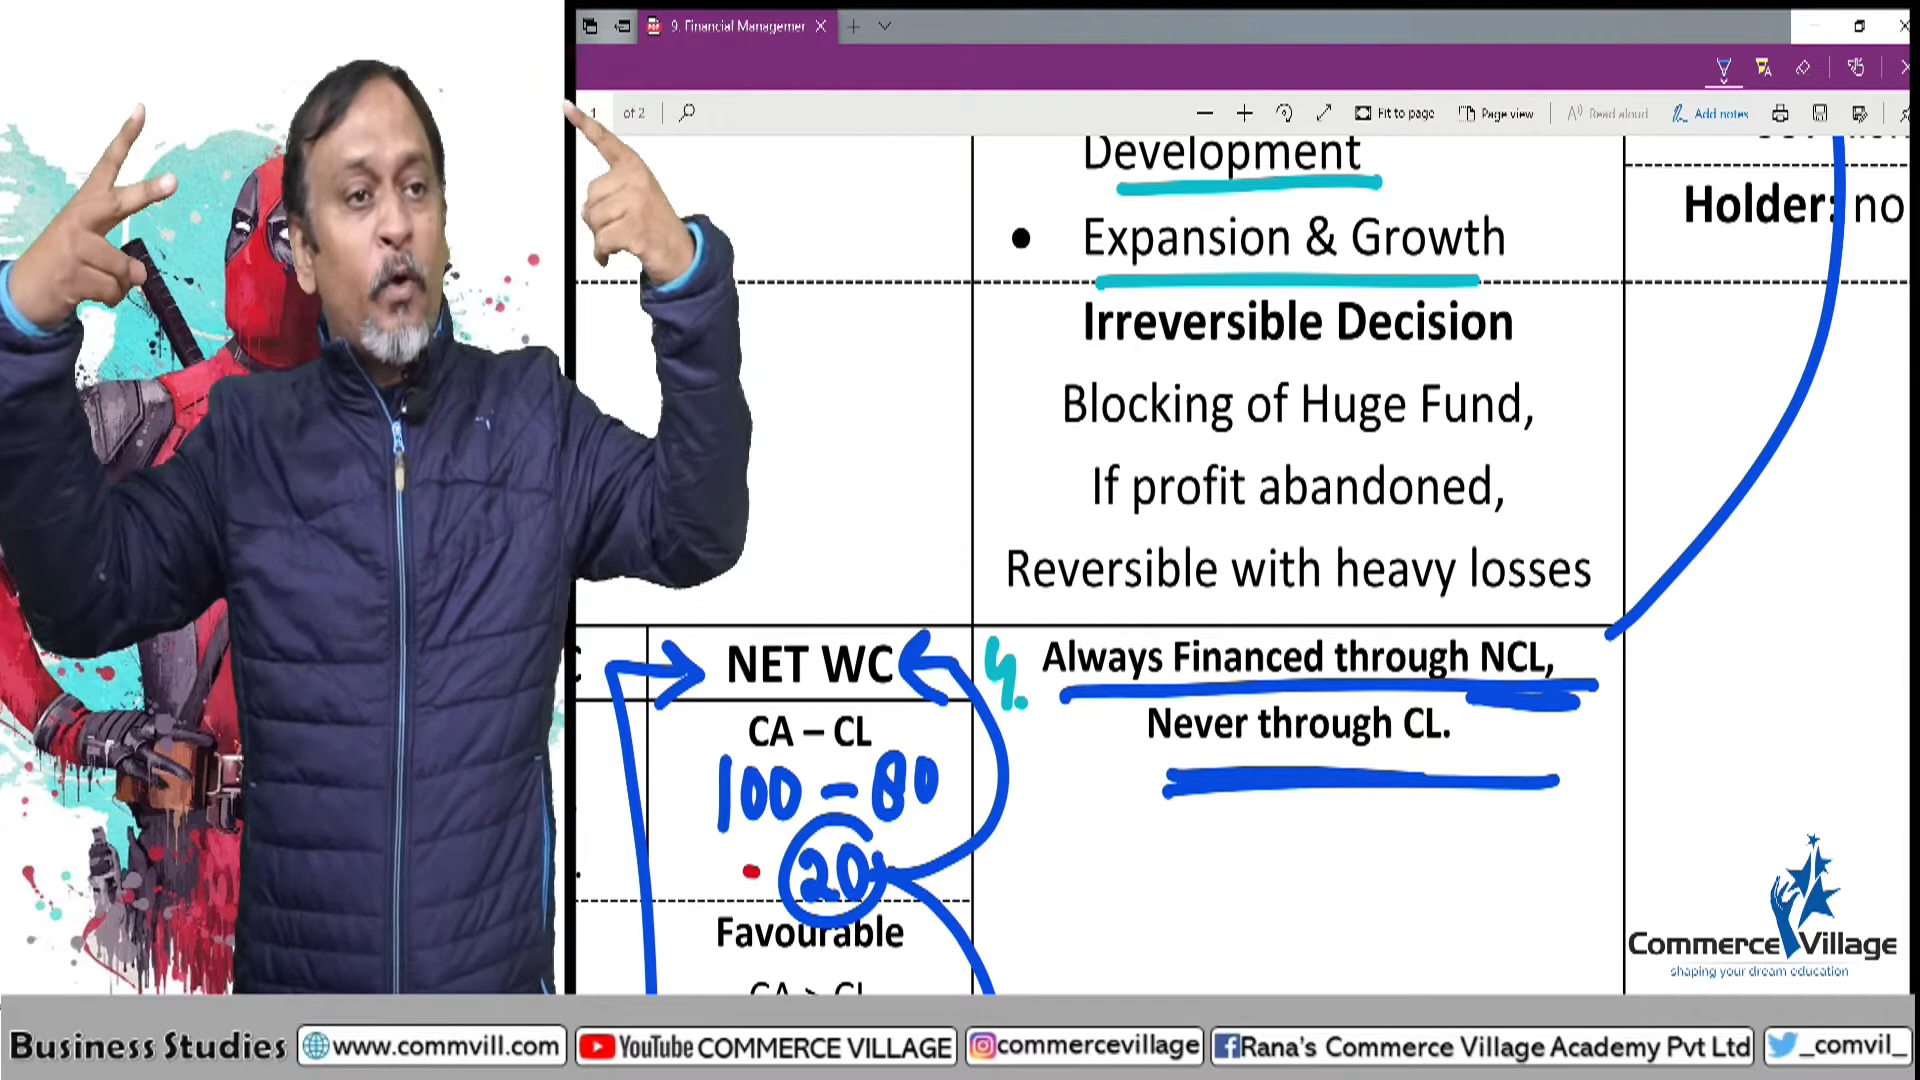 9. Financial Managemer
1 of 2
Fit to page
Page view
Read aloud
Add notes
Development
• Expansion & Growth
Irreversible Decision
Blocking of Huge Fund,
If profit abandoned,
Reversible with heavy losses
Holder: no
NET WC
CA – CL
100 – 80
20
Favourable
CA > CL
4.
Always Financed through NCL,
Never through CL.
Commerce Village
shaping your dream education
Business Studies
www.commvill.com
YouTube COMMERCE VILLAGE
commercevillage
Rana's Commerce Village Academy Pvt Ltd
_comvil_